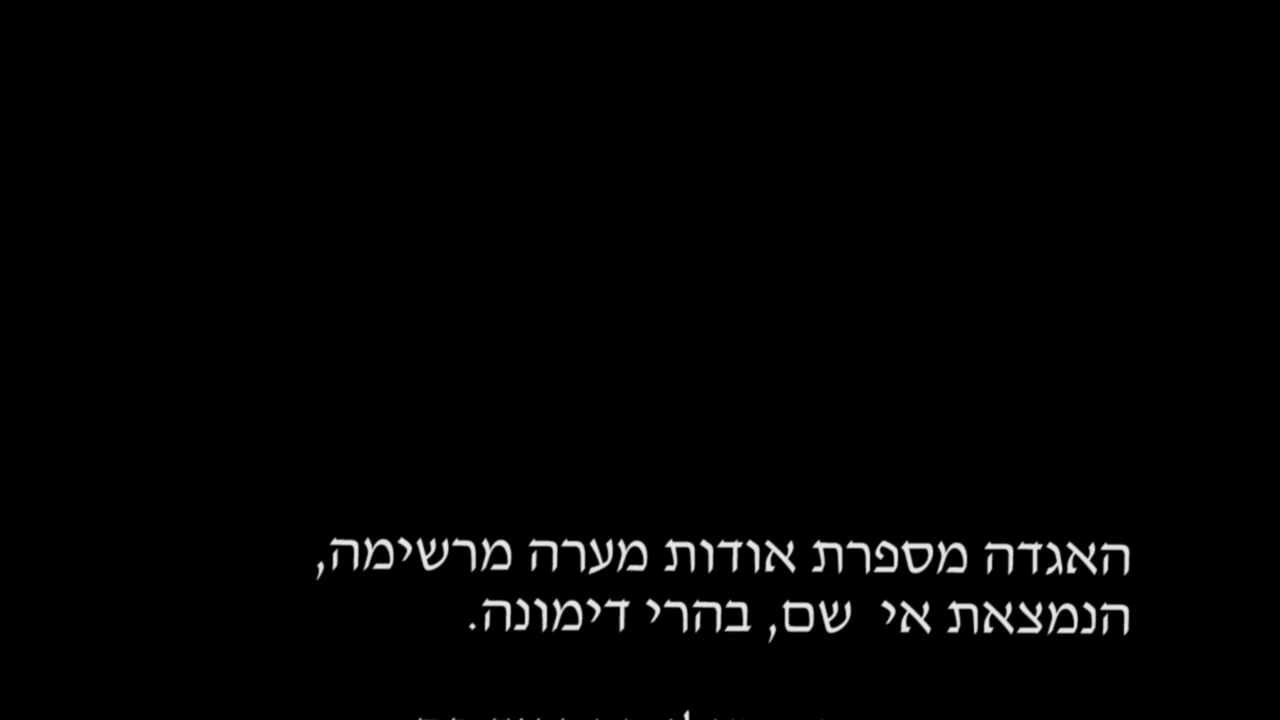 האגדה מספרת אודות מערה מרשימה,
הנמצאת אי  שם, בהרי דימונה.